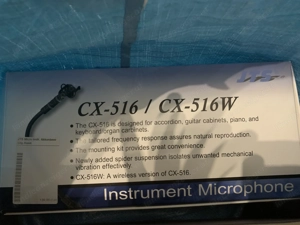 CX-516 / CX-516W
• The CX-516 is designed for accordion, guitar cabinets, piano, and
keyboard/organ carbinets.
• The tailored frequency response assures natural reproduction.
• The mounting kit provides great convenience.
• Newly added spider suspension isolates unwanted mechanical
vibration effectively.
• CX-516W: A wireless version of CX-516.
Instrument Microphone